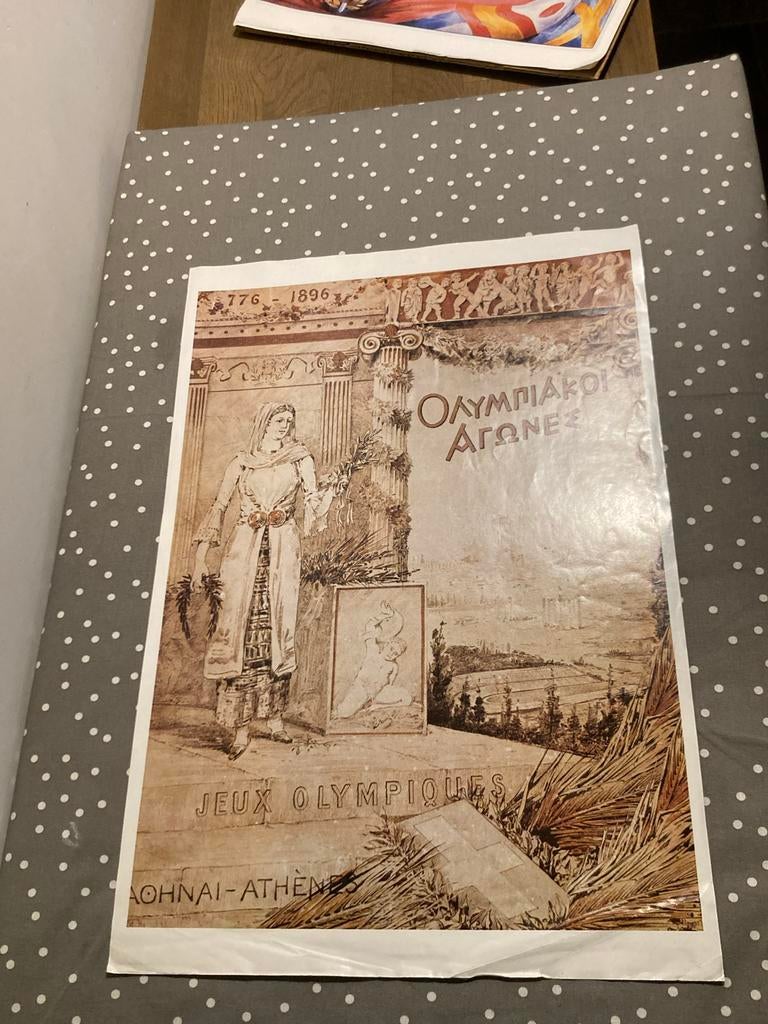 776 - 1896
ΟΛΥΜΠΙΑΚΟΙ
ΑΓΩΝΕΣ
JEUX OLYMPIQUES
ΑΘΗΝΑΙ-ATHÈNES